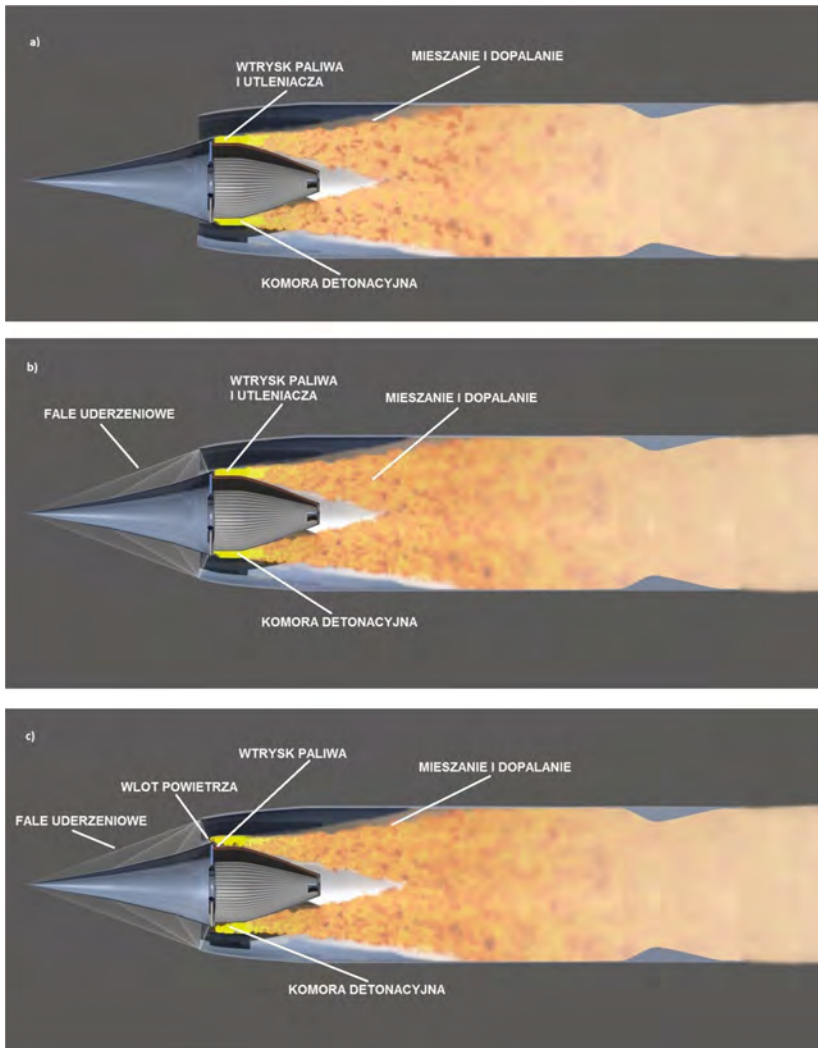 a)
MIESZANIE I DOPALANIE
WTRYSK PALIWA
I UTLENIACZA
KOMORA DETONACYJNA
b)
WTRYSK PALIWA
I UTLENIACZA
MIESZANIE I DOPALANIE
FALE UDERZENIOWE
KOMORA DETONACYJNA
c)
WTRYSK PALIWA
MIESZANIE I DOPALANIE
WLOT POWIETRZA
FALE UDERZENIOWE
KOMORA DETONACYJNA